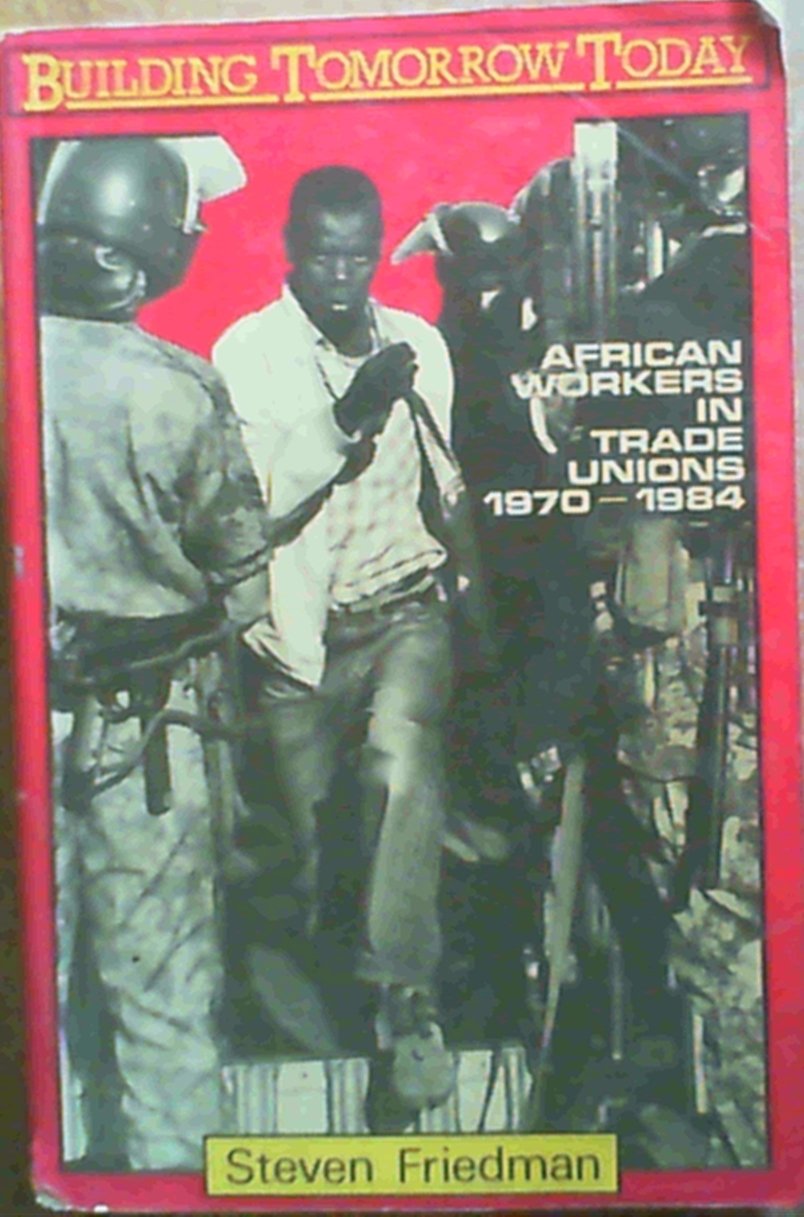 BUILDING TOMORROW TODAY
AFRICAN
WORKERS
IN
TRADE
UNIONS
1970–1984
Steven Friedman